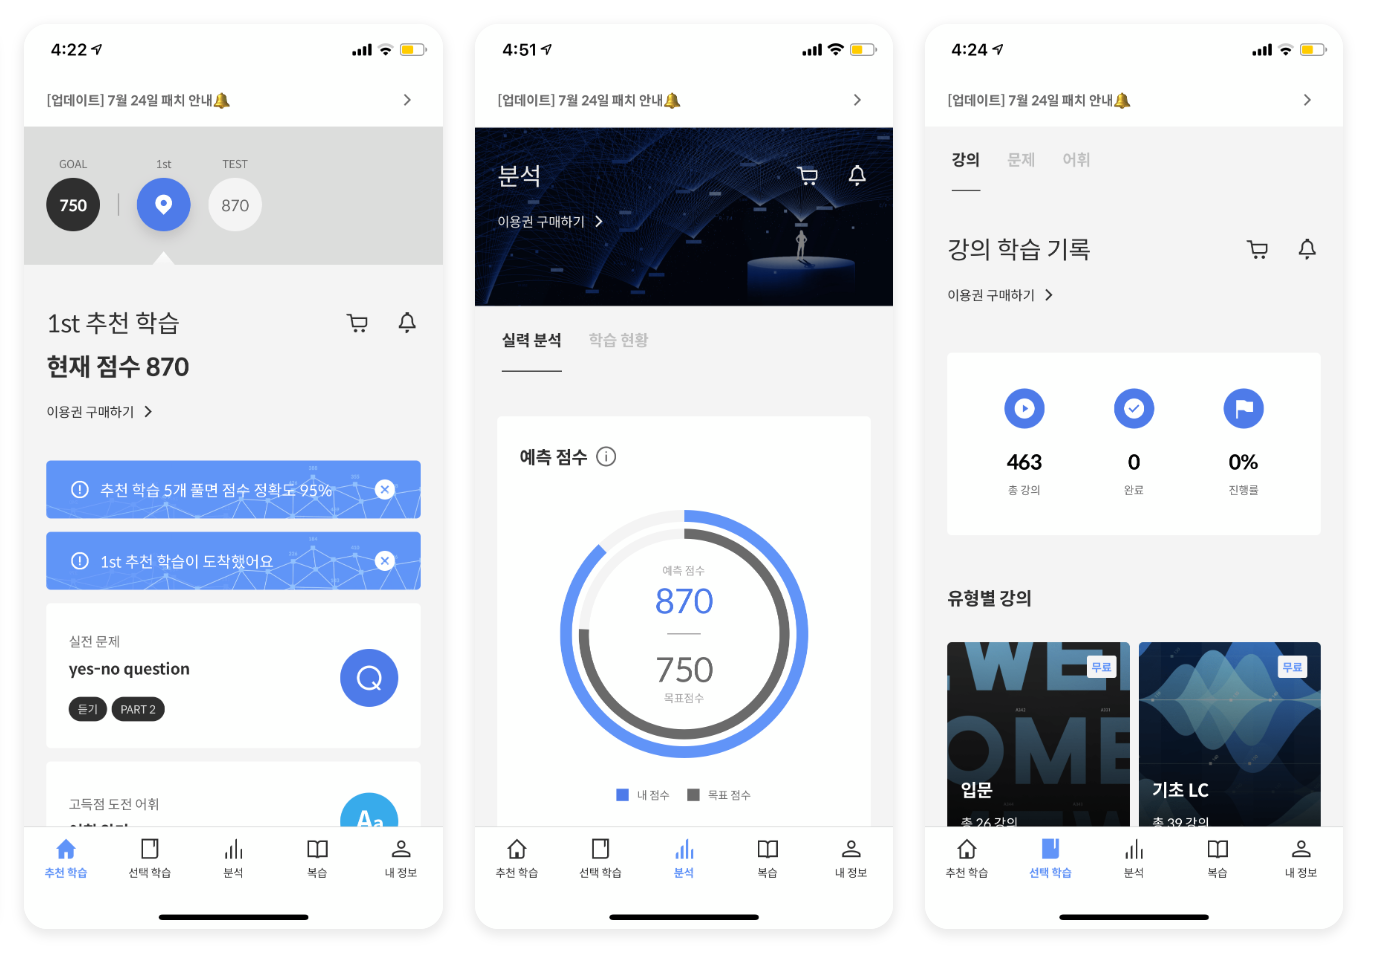 4:22
[업데이트] 7월 24일 패치 안내🔔
GOAL
1st
TEST
750
870
1st 추천 학습
현재 점수 870
이용권 구매하기
추천 학습 5개 풀면 점수 정확도 95%
1st 추천 학습이 도착했어요
실전 문제
yes-no question
듣기
PART 2
고득점 도전 어휘
Aa
추천 학습
선택 학습
분석
복습
내 정보
4:51
[업데이트] 7월 24일 패치 안내🔔
분석
이용권 구매하기
실력 분석
학습 현황
예측 점수
예측 점수
870
750
목표점수
내 점수
목표 점수
추천 학습
선택 학습
분석
복습
내 정보
4:24
[업데이트] 7월 24일 패치 안내🔔
강의
문제
어휘
강의 학습 기록
이용권 구매하기
463
0
0%
총 강의
완료
진행률
유형별 강의
무료
무료
입문
기초 LC
총 26 강의
총 39 강의
추천 학습
선택 학습
분석
복습
내 정보